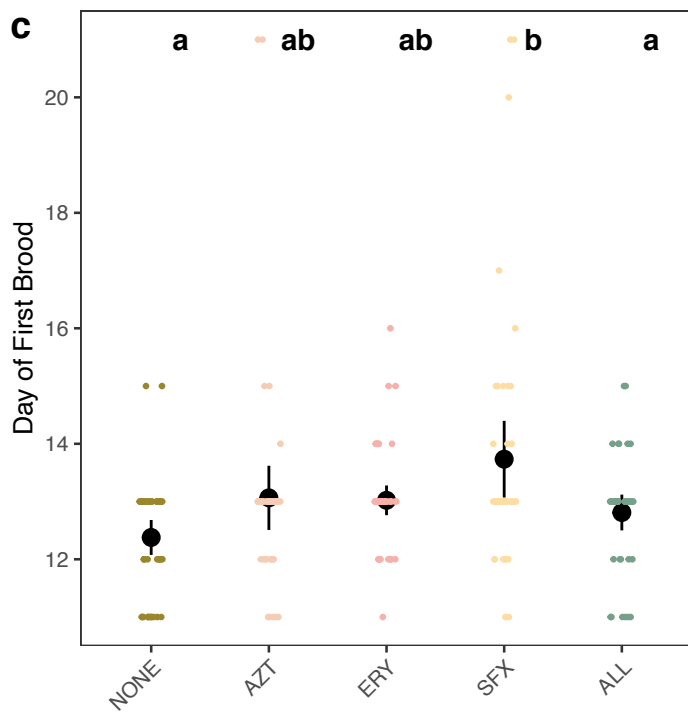 c
a ab ab b a
Day of First Brood
20
18
16
14
12
NONE AZT ERY SFX ALL